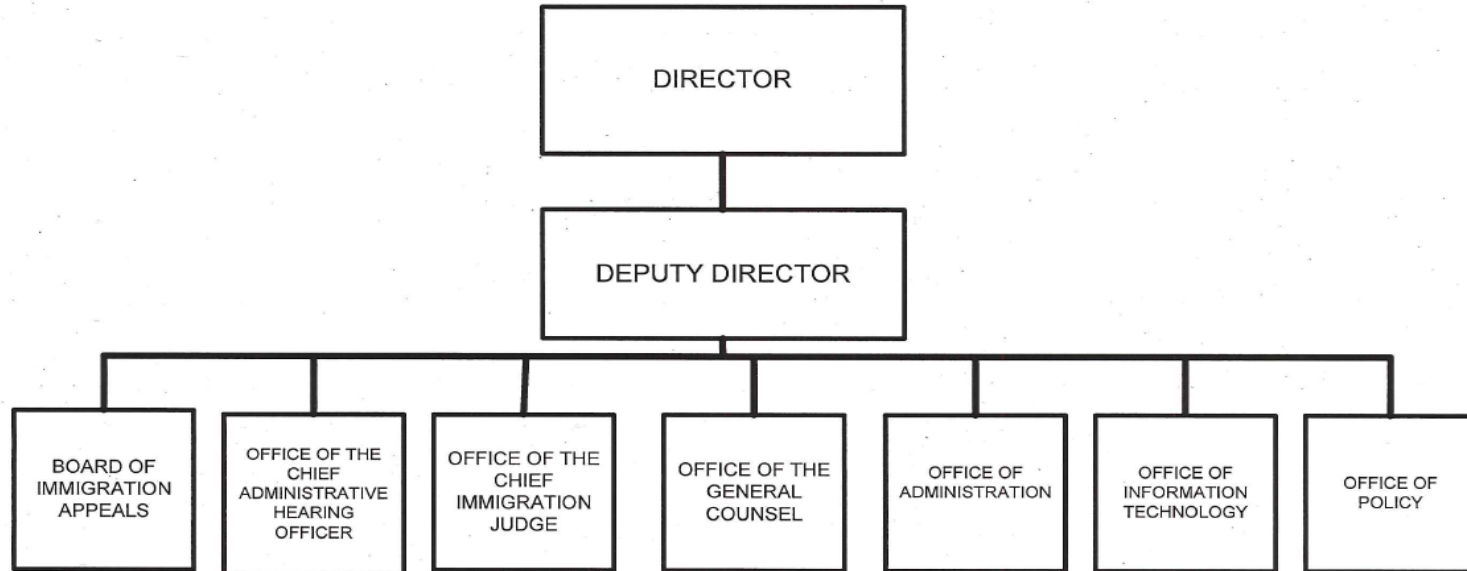 DIRECTOR
DEPUTY DIRECTOR
BOARD OF
IMMIGRATION
APPEALS
OFFICE OF THE
CHIEF
ADMINISTRATIVE
HEARING
OFFICER
OFFICE OF THE
CHIEF
IMMIGRATION
JUDGE
OFFICE OF THE
GENERAL
COUNSEL
OFFICE OF
ADMINISTRATION
OFFICE OF
INFORMATION
TECHNOLOGY
OFFICE OF
POLICY